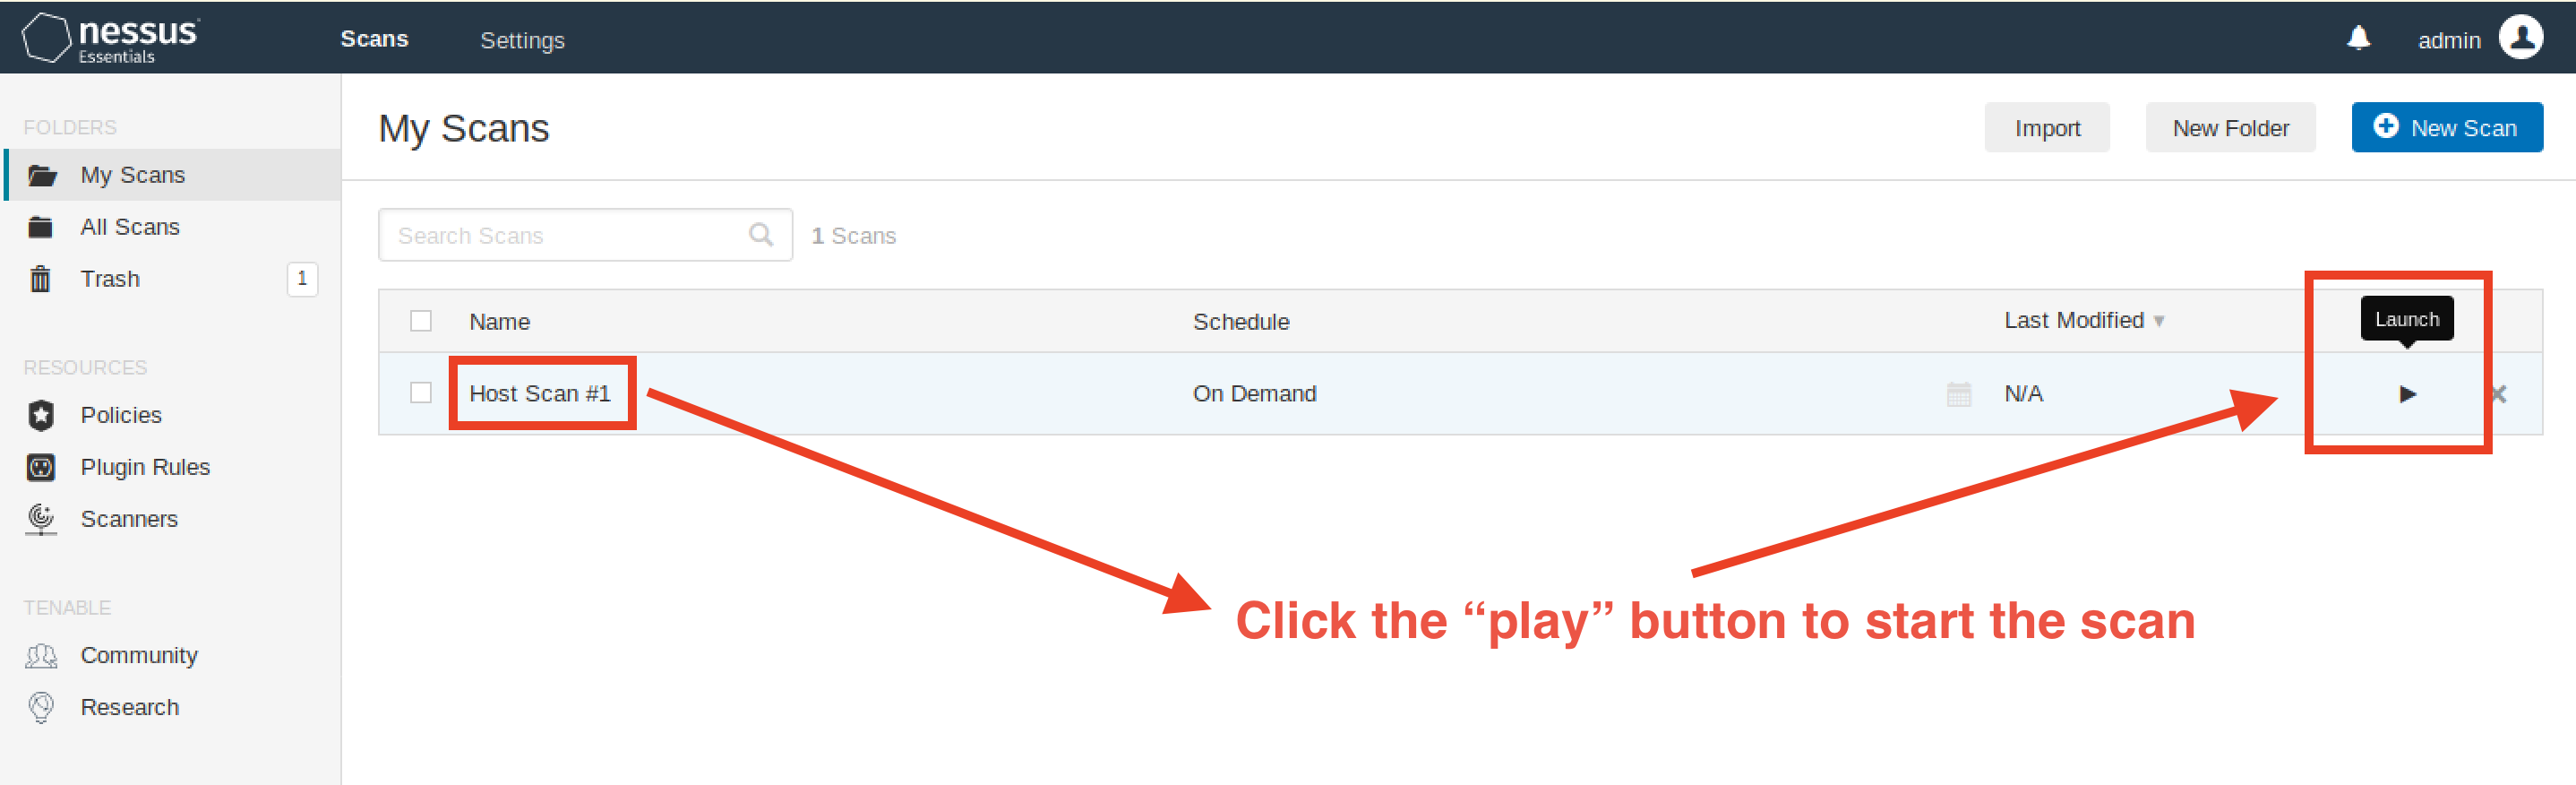 nessus
Essentials
Scans
Settings
admin
FOLDERS
My Scans
All Scans
Trash
1
RESOURCES
Policies
Plugin Rules
Scanners
TENABLE
Community
Research
My Scans
Import
New Folder
New Scan
Search Scans
1 Scans
Name
Schedule
Last Modified ▼
Launch
Host Scan #1
On Demand
N/A
Click the “play” button to start the scan